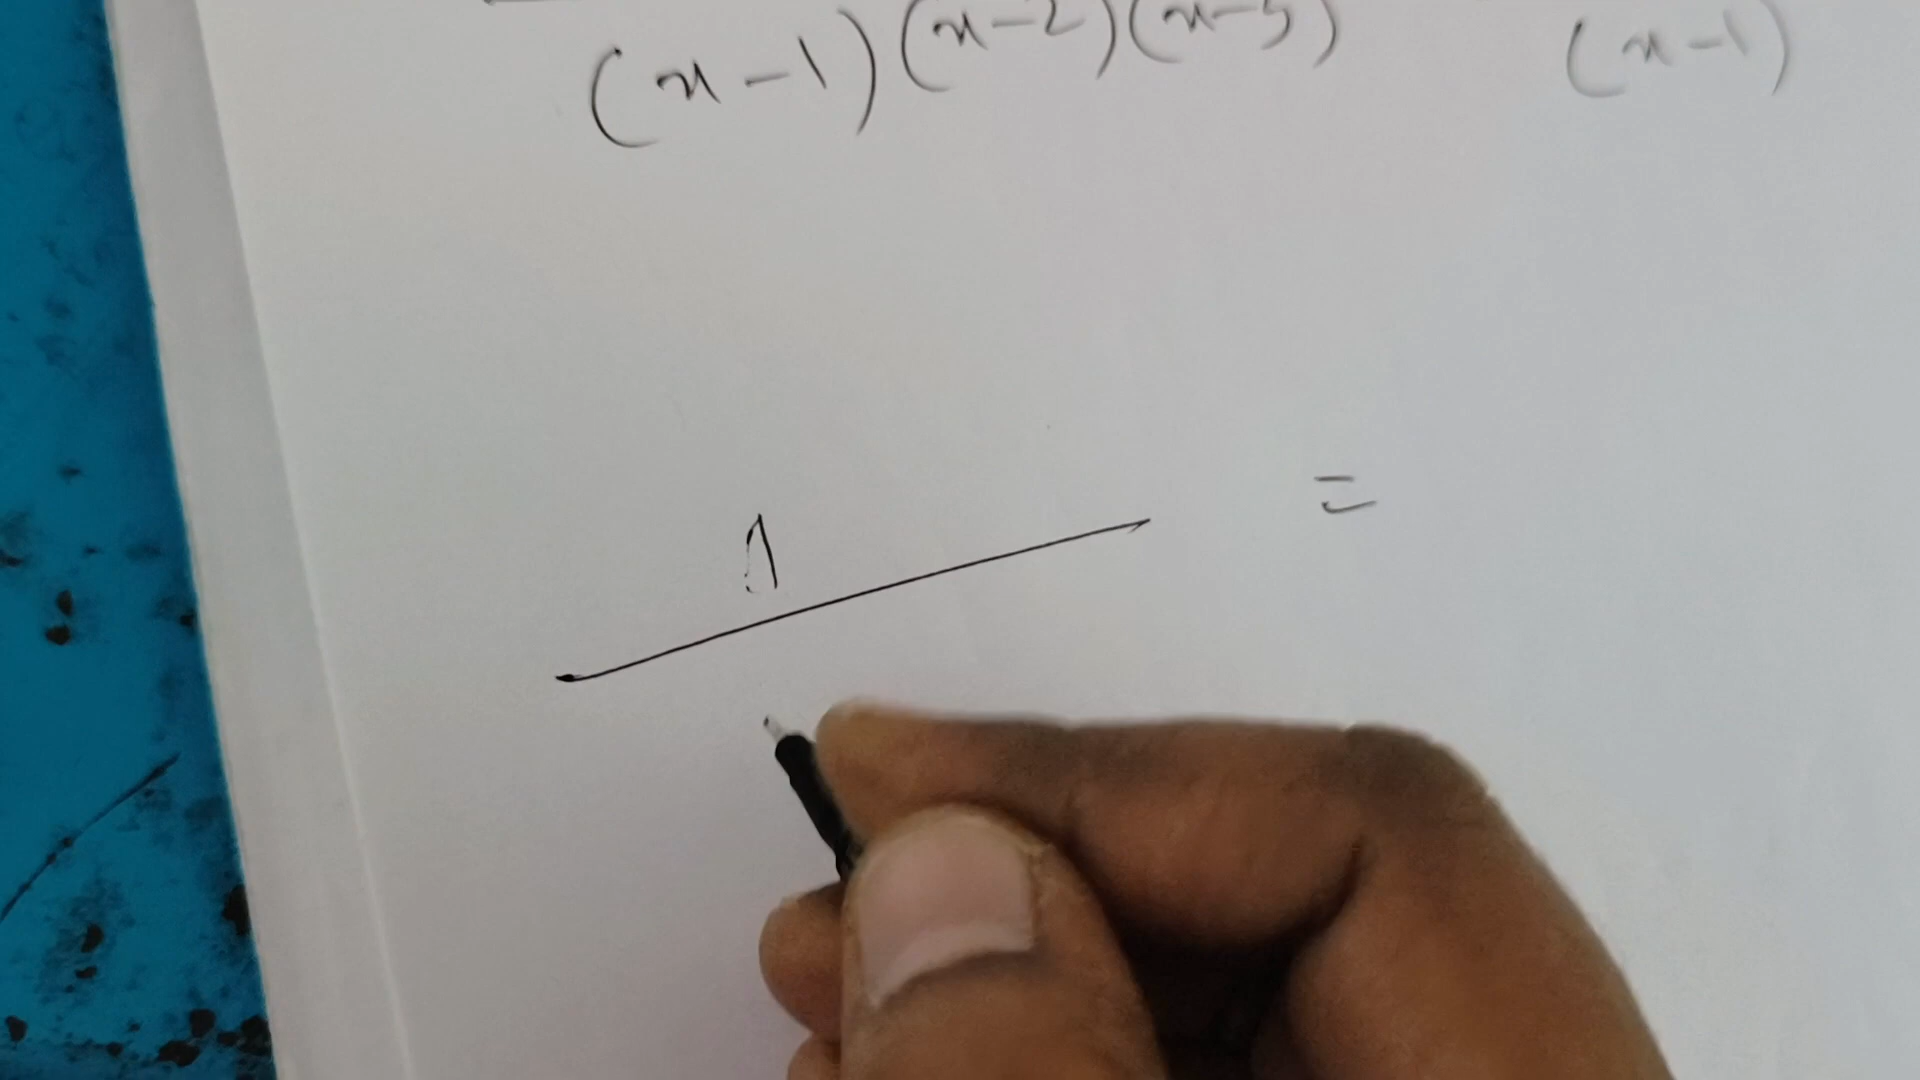 (x-1)(x-2)(x-5) (x-1)
1 =